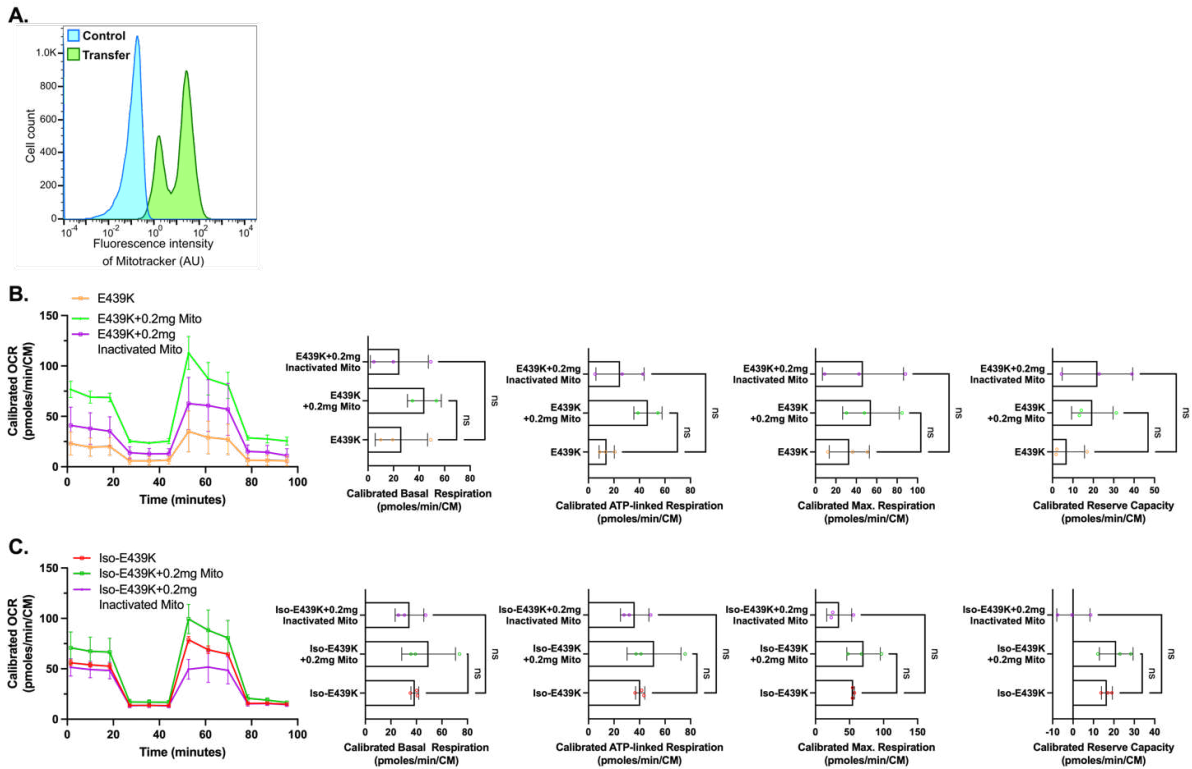 A.
Control
Transfer
1.0K
800
600
400
200
0
Cell count
10-4
10-2
100
102
104
Fluorescence intensity
of Mitotracker (AU)
B.
E439K
E439K+0.2mg Mito
E439K+0.2mg
Inactivated Mito
150
100
50
0
Calibrated OCR
(pmoles/min/CM)
0 20 40 60 80 100
Time (minutes)
E439K+0.2mg
Inactivated Mito
E439K
+0.2mg Mito
E439K
ns
ns
0 20 40 60 80
Calibrated Basal Respiration
(pmoles/min/CM)
E439K+0.2mg
Inactivated Mito
E439K
+0.2mg Mito
E439K
ns
ns
0 20 40 60 80
Calibrated ATP-linked Respiration
(pmoles/min/CM)
E439K+0.2mg
Inactivated Mito
E439K
+0.2mg Mito
E439K
ns
ns
0 20 40 60 80 100
Calibrated Max. Respiration
(pmoles/min/CM)
E439K+0.2mg
Inactivated Mito
E439K
+0.2mg Mito
E439K
ns
ns
0 10 20 30 40 50
Calibrated Reserve Capacity
(pmoles/min/CM)
C.
Iso-E439K
Iso-E439K+0.2mg Mito
Iso-E439K+0.2mg
Inactivated Mito
150
100
50
0
Calibrated OCR
(pmoles/min/CM)
0 20 40 60 80 100
Time (minutes)
Iso-E439K+0.2mg
Inactivated Mito
Iso-E439K
+0.2mg Mito
Iso-E439K
ns
ns
0 20 40 60 80
Calibrated Basal Respiration
(pmoles/min/CM)
Iso-E439K+0.2mg
Inactivated Mito
Iso-E439K
+0.2mg Mito
Iso-E439K
ns
ns
0 20 40 60 80
Calibrated ATP-linked Respiration
(pmoles/min/CM)
Iso-E439K+0.2mg
Inactivated Mito
Iso-E439K
+0.2mg Mito
Iso-E439K
ns
ns
0 50 100 150
Calibrated Max. Respiration
(pmoles/min/CM)
Iso-E439K+0.2mg
Inactivated Mito
Iso-E439K
+0.2mg Mito
Iso-E439K
ns
ns
-10 0 10 20 30 40
Calibrated Reserve Capacity
(pmoles/min/CM)